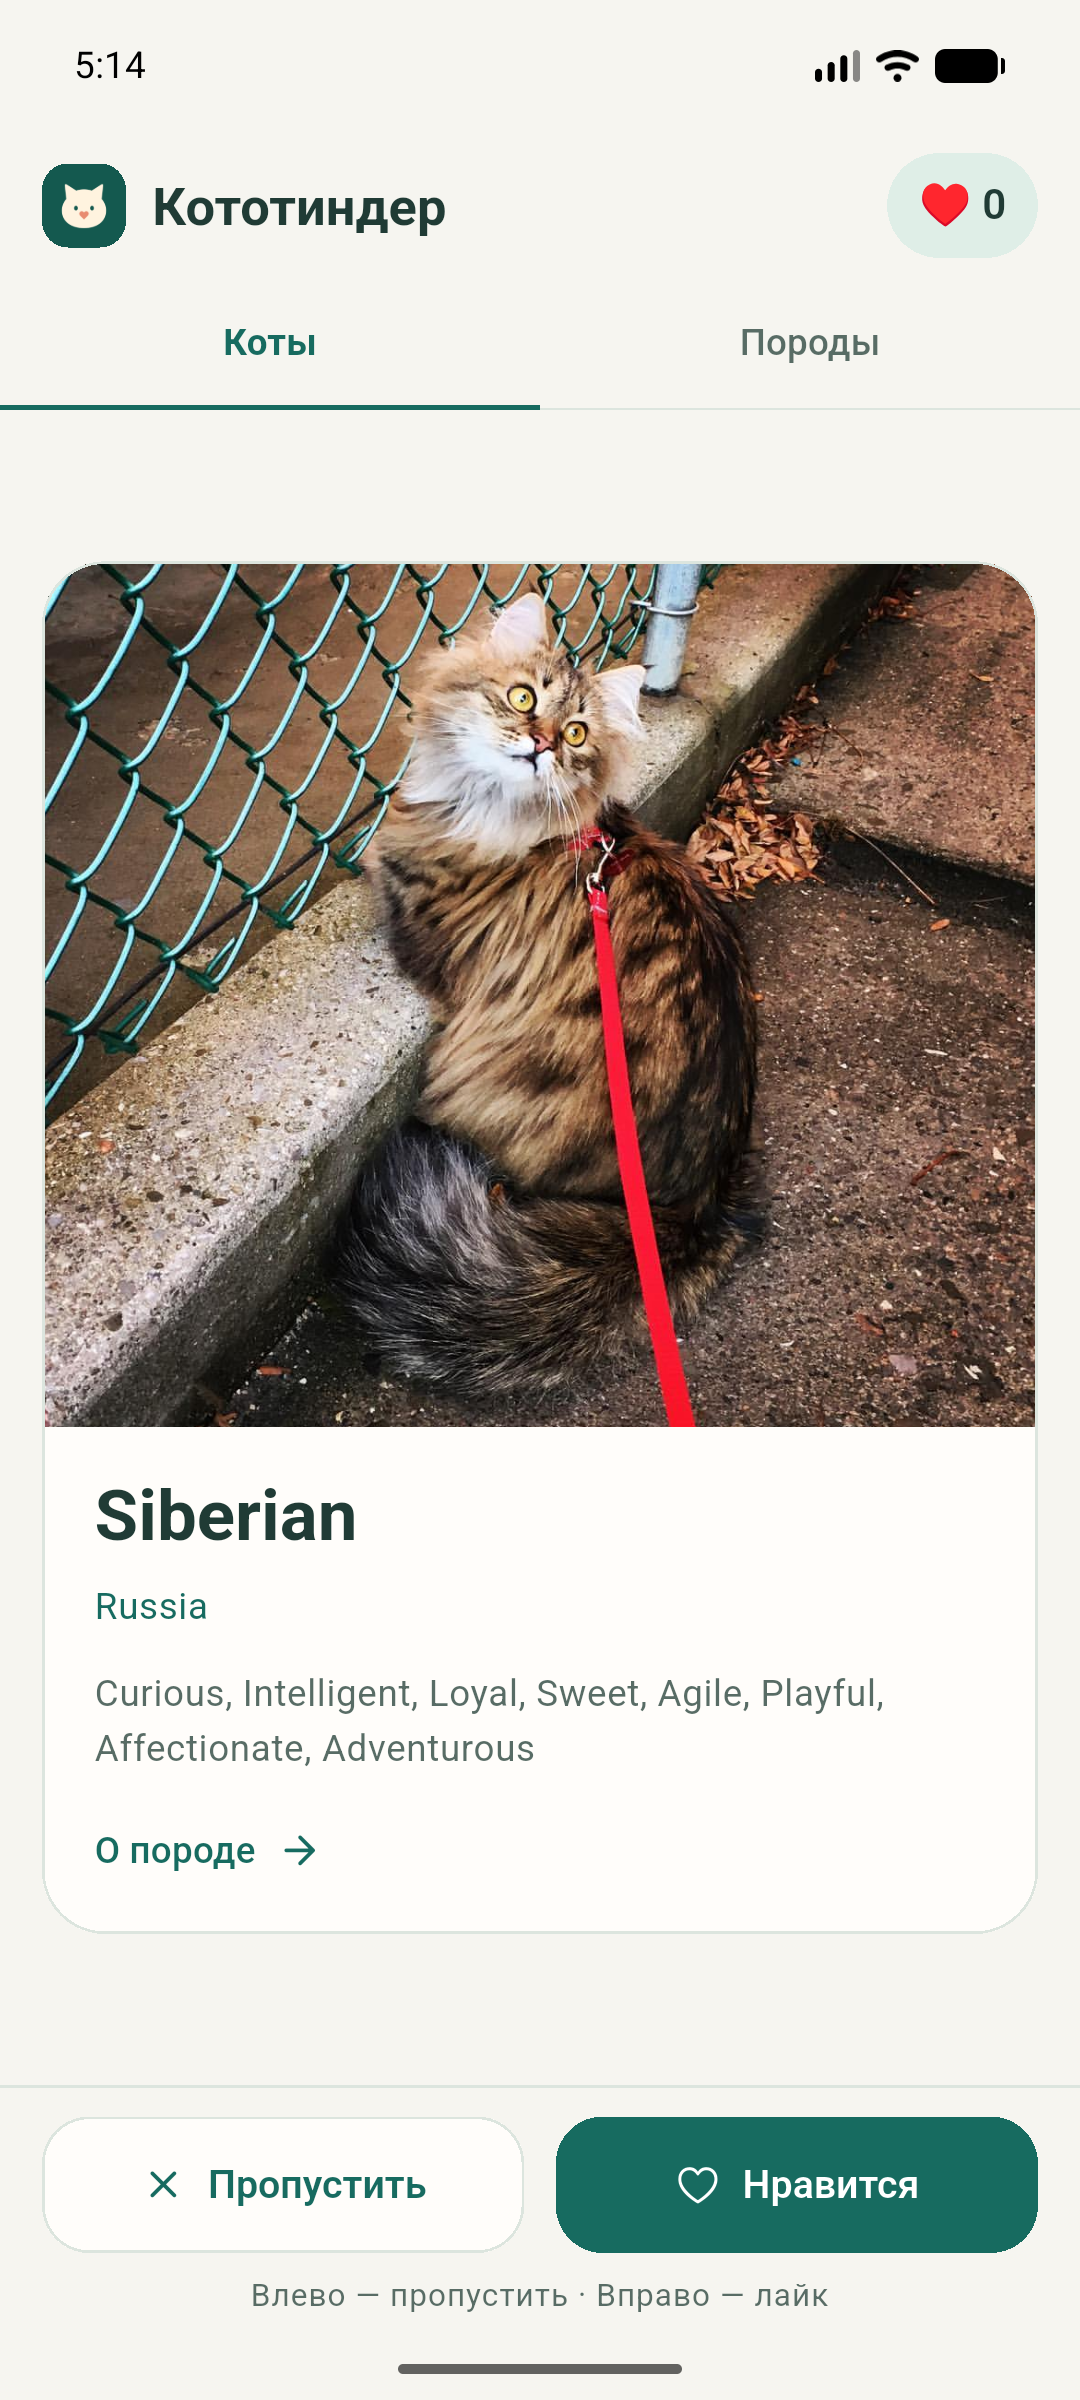 5:14
Кототиндер
0
Коты
Породы
Siberian
Russia
Curious, Intelligent, Loyal, Sweet, Agile, Playful,
Affectionate, Adventurous
О породе
Пропустить
Нравится
Влево — пропустить · Вправо — лайк